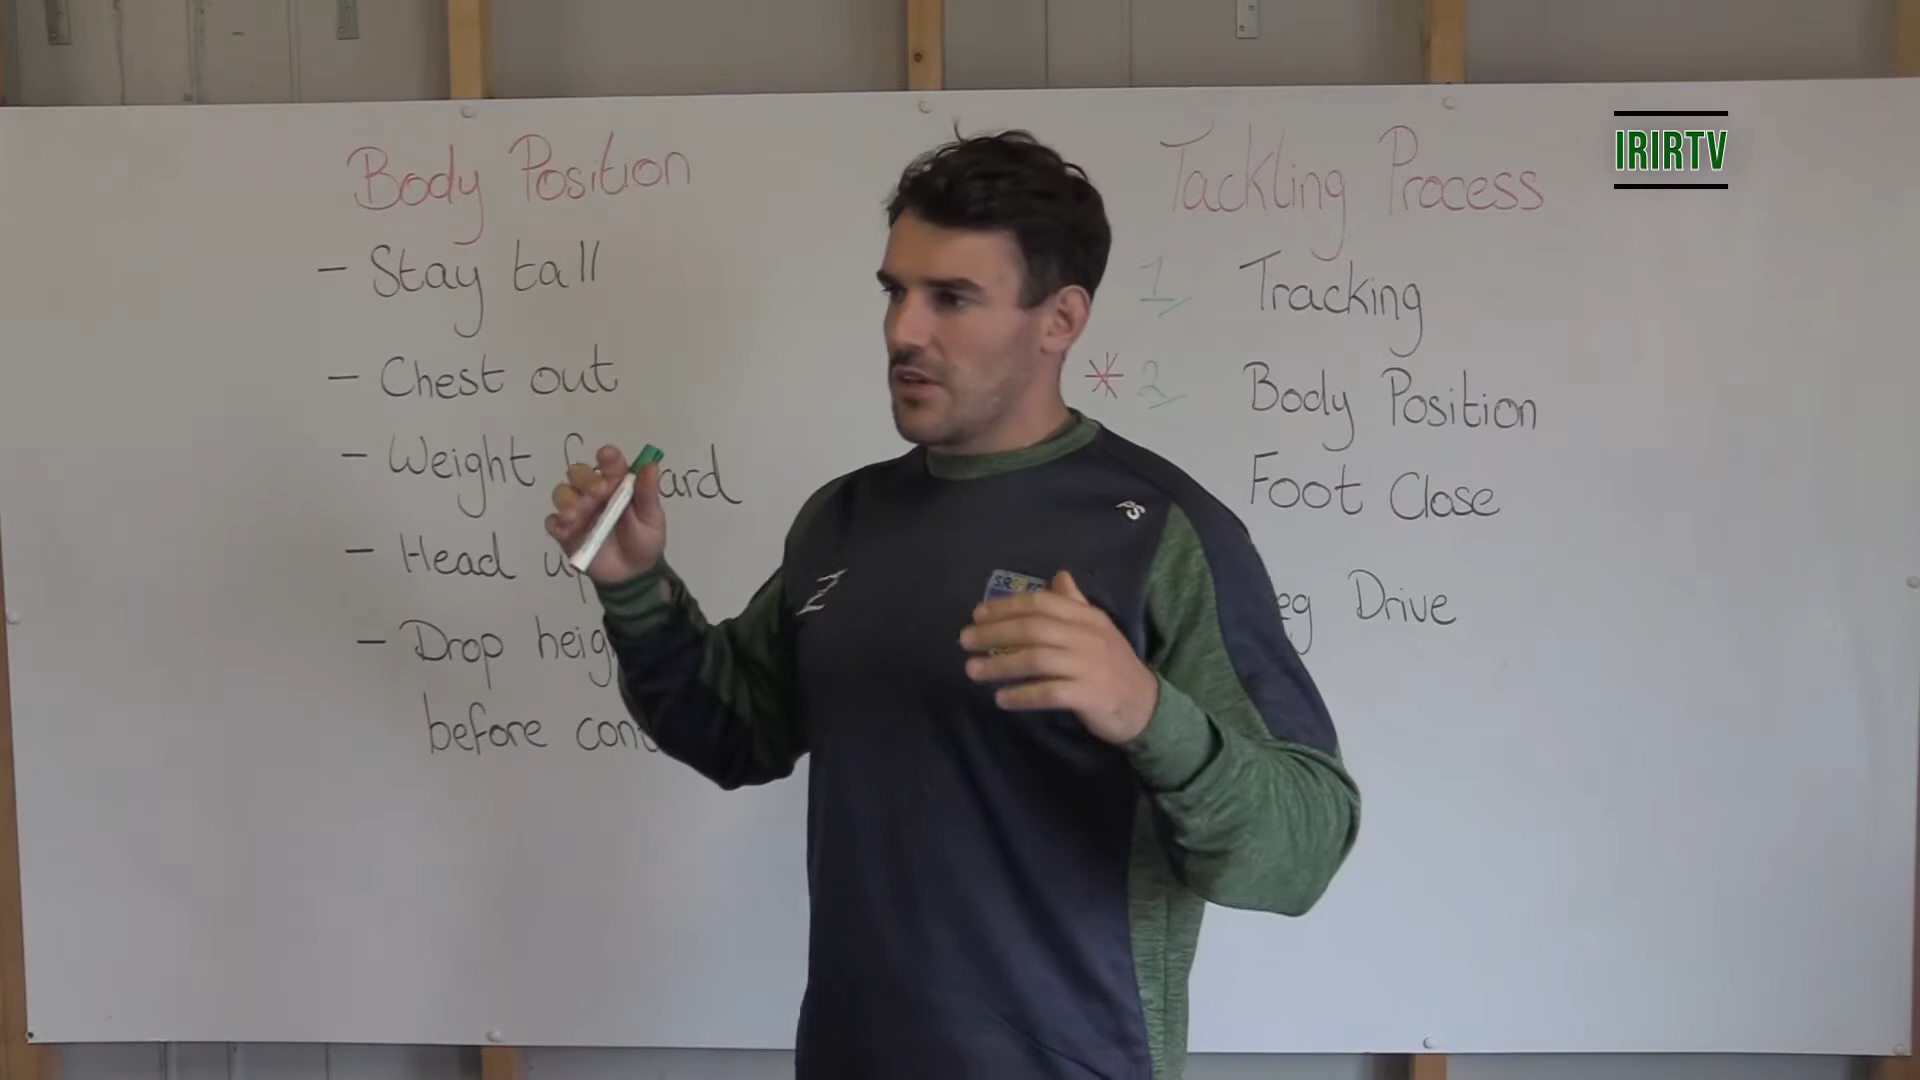 Body Position
- Stay tall
- Chest out
- Weight
- Head up
- Drop
before
Tackling Process
1 Tracking
* 2 Body Position
Foot Close
Drive
IRIRTV